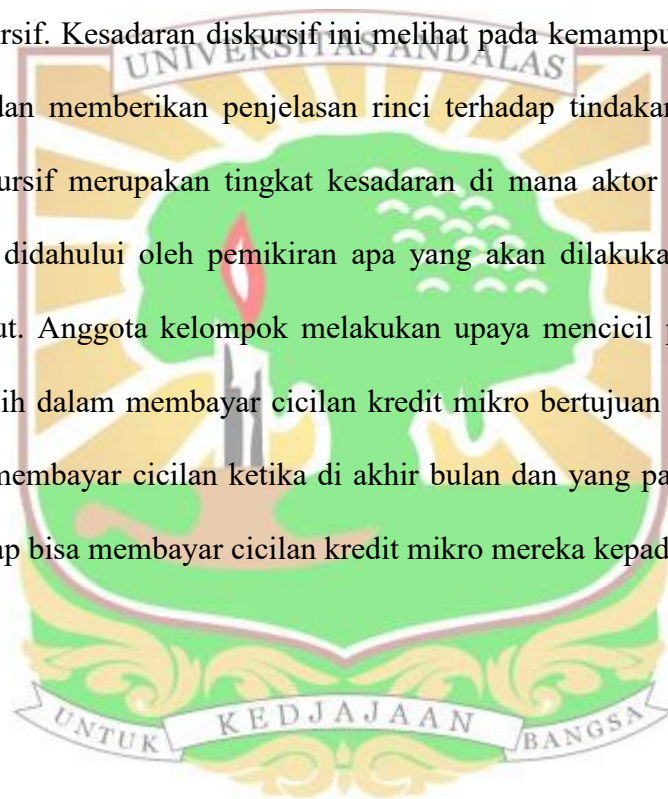 ursif. Kesadaran diskursif ini melihat pada kemampu
UNIVERSITAS ANDALAS
dan memberikan penjelasan rinci terhadap tindakan
ursif merupakan tingkat kesadaran di mana aktor
didahului oleh pemikiran apa yang akan dilakuka
ut. Anggota kelompok melakukan upaya mencicil p
ih dalam membayar cicilan kredit mikro bertujuan
membayar cicilan ketika di akhir bulan dan yang pa
ap bisa membayar cicilan kredit mikro mereka kepad
UNTUK KEDJAJAAN BANGSA